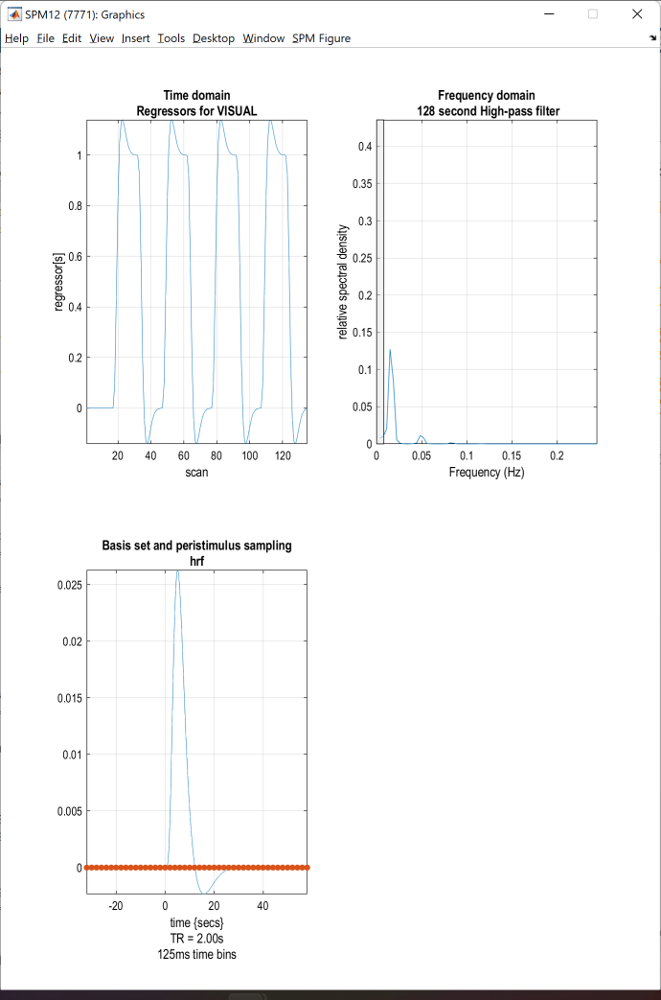 SPM12 (7771): Graphics
Help File Edit View Insert Tools Desktop Window SPM Figure
Time domain
Regressors for VISUAL
1
0.8
0.6
0.4
0.2
0
regressor[s]
20 40 60 80 100 120
scan
Frequency domain
128 second High-pass filter
0.4
0.35
0.3
0.25
0.2
0.15
0.1
0.05
0
relative spectral density
0 0.05 0.1 0.15 0.2
Frequency (Hz)
Basis set and peristimulus sampling
hrf
0.025
0.02
0.015
0.01
0.005
0
-20 0 20 40
time {secs}
TR = 2.00s
125ms time bins